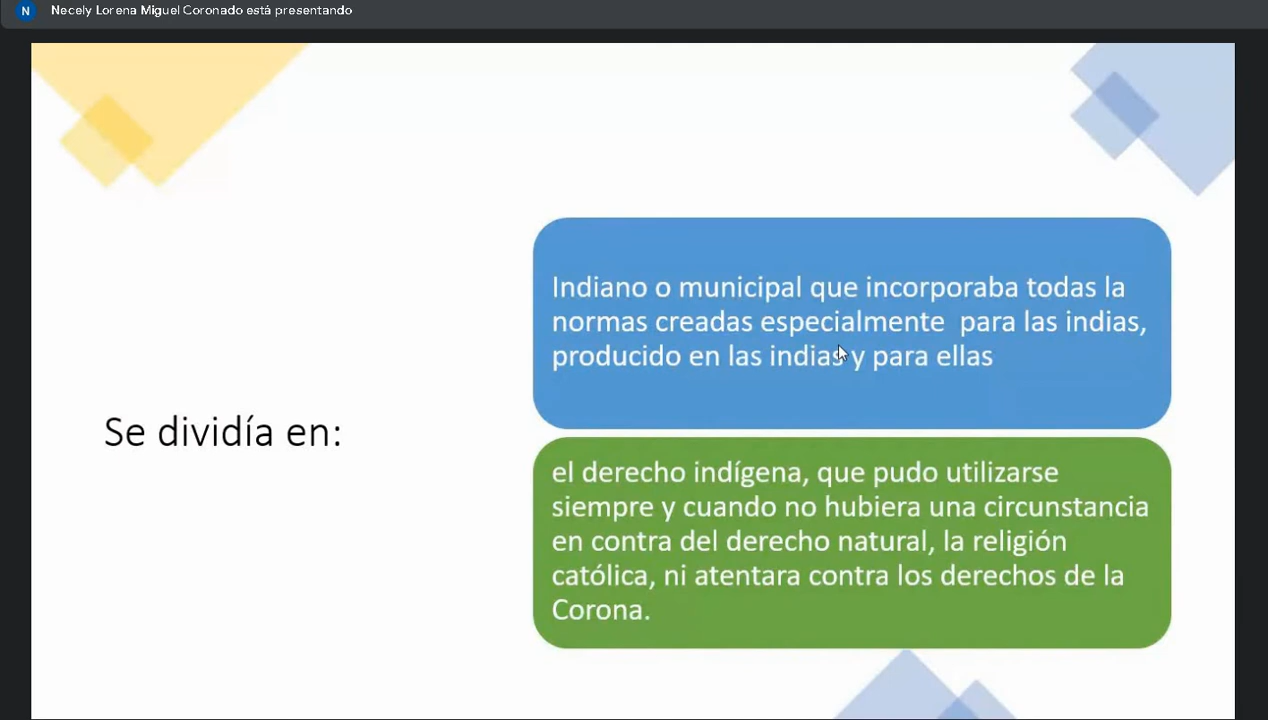 N Necely Lorena Miguel Coronado está presentando
Se dividía en:
Indiano o municipal que incorporaba todas la
normas creadas especialmente para las indias,
producido en las indias y para ellas
el derecho indígena, que pudo utilizarse
siempre y cuando no hubiera una circunstancia
en contra del derecho natural, la religión
católica, ni atentara contra los derechos de la
Corona.